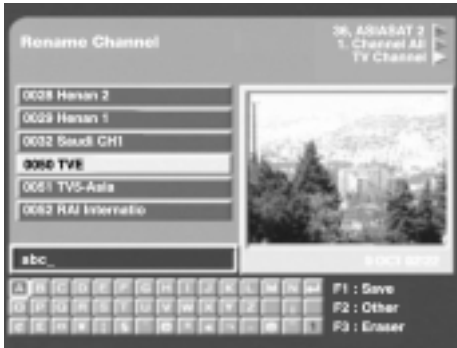 Rename Channel
36, ASIASAT 2
1. Channel All
TV Channel
0028 Henan 2
0029 Henan 1
0032 Saudi CH1
0050 TVE
0051 TV5-Asia
0052 RAI Internatio
abc_
A B C D E F G H I J K L M N
F1 : Save
O P Q R S T U V W X Y Z
F2 : Other
F3 : Eraser